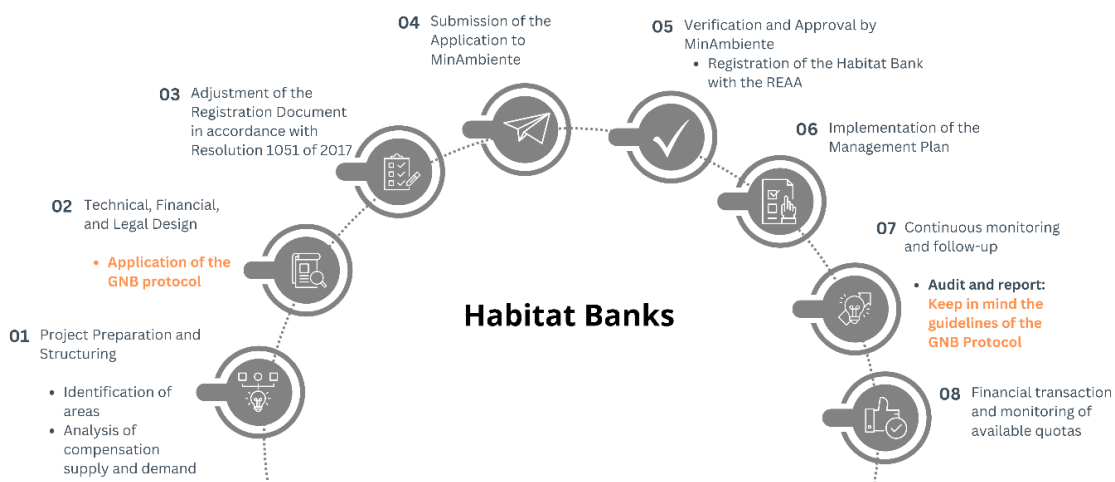 01 Project Preparation and
Structuring
• Identification of
areas
• Analysis of
compensation
supply and demand
02 Technical, Financial,
and Legal Design
• Application of the
GNB protocol
03 Adjustment of the
Registration Document
in accordance with
Resolution 1051 of 2017
04 Submission of the
Application to
MinAmbiente
05 Verification and Approval by
MinAmbiente
• Registration of the Habitat Bank
with the REAA
06 Implementation of the
Management Plan
07 Continuous monitoring
and follow-up
• Audit and report:
Keep in mind the
guidelines of the
GNB Protocol
08 Financial transaction
and monitoring of
available quotas
Habitat Banks